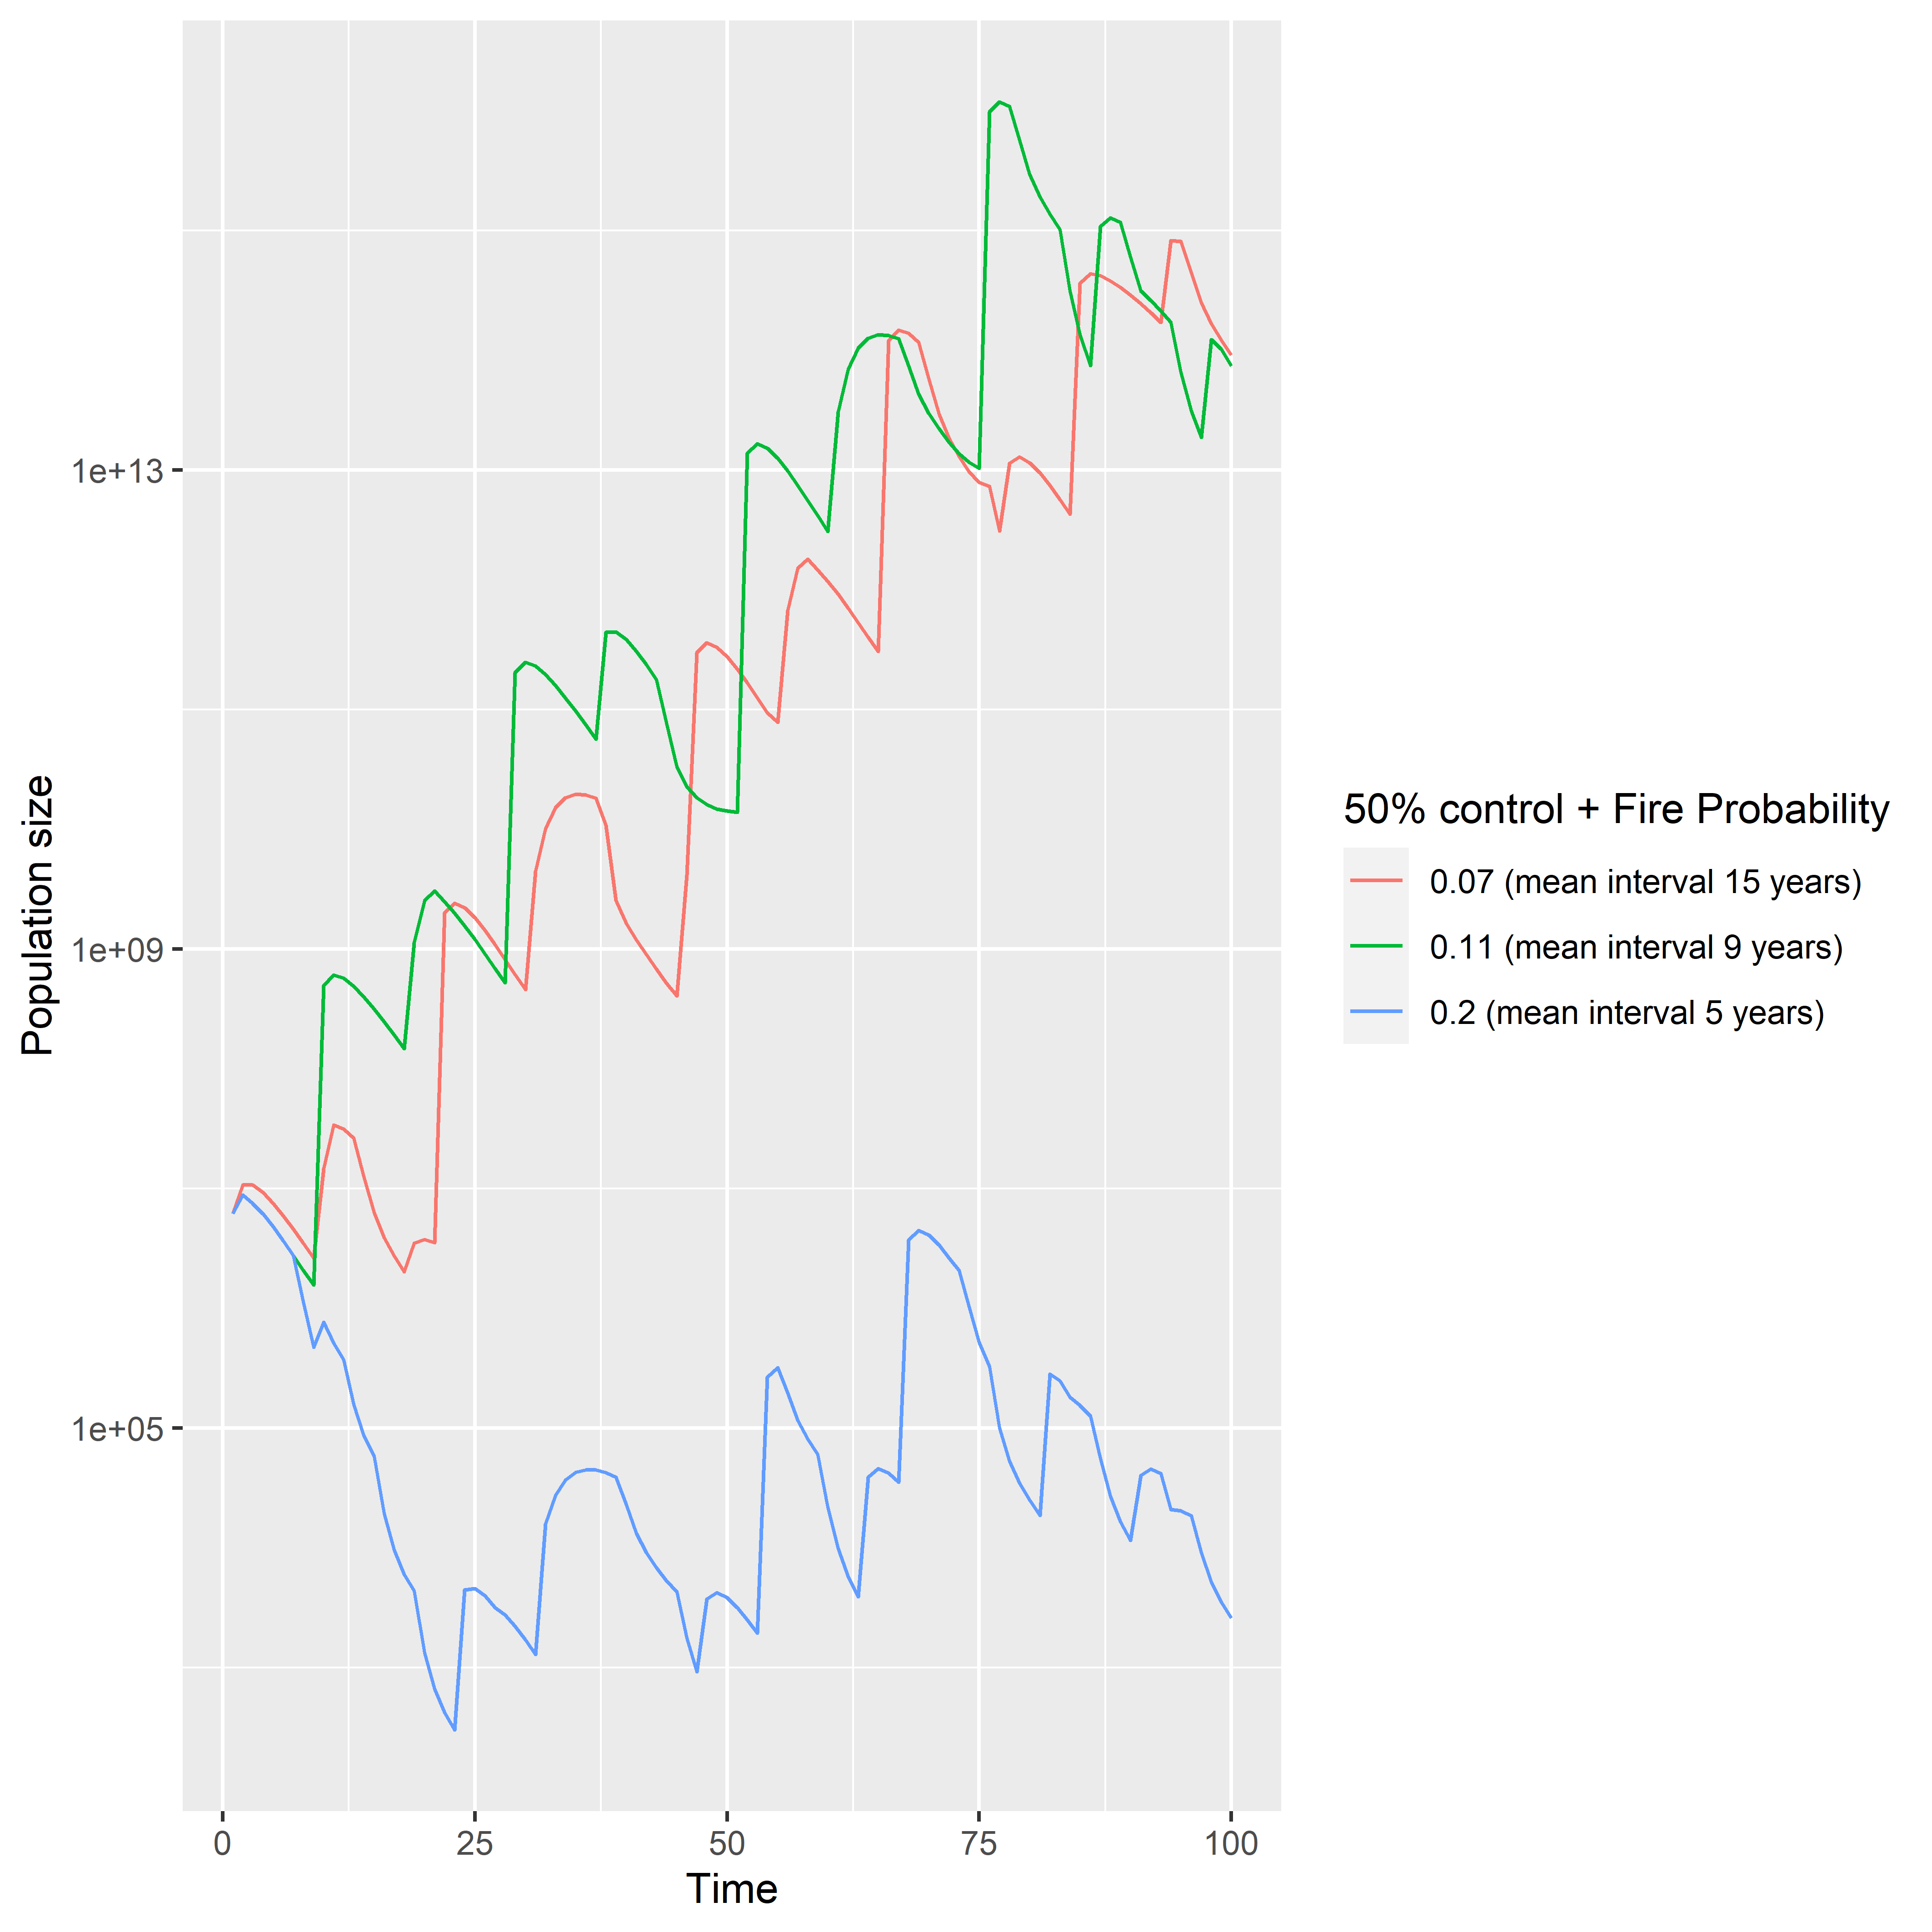 1e+13
1e+09
1e+05
Population size
0 25 50 75 100
Time
50% control + Fire Probability
0.07 (mean interval 15 years)
0.11 (mean interval 9 years)
0.2 (mean interval 5 years)